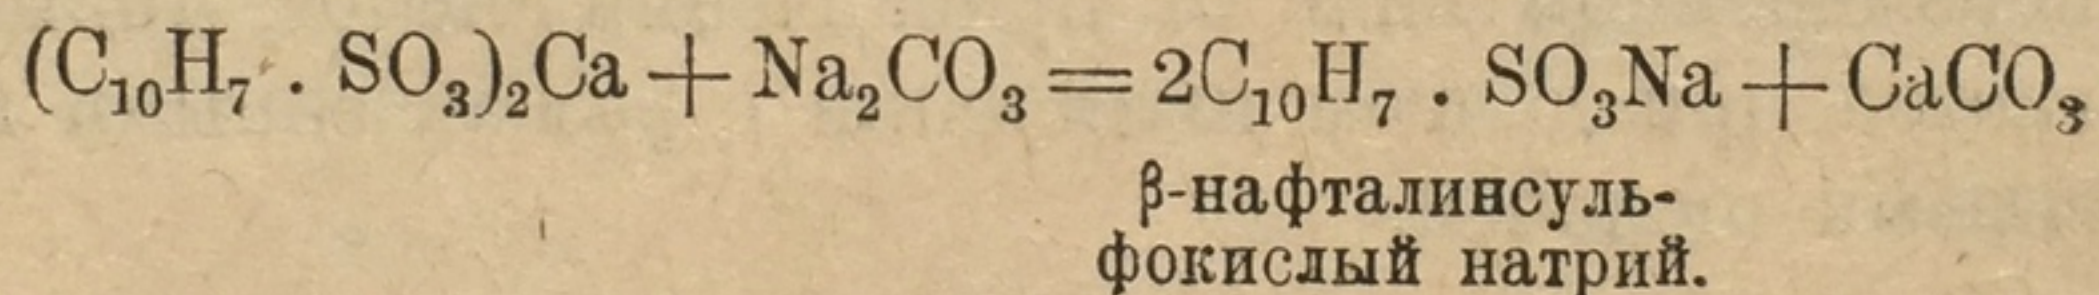 (C₁₀H₇ . SO₃)₂Ca + Na₂CO₃ = 2C₁₀H₇ . SO₃Na + CaCO₃
β-нафталинсуль-
фокислый натрий.